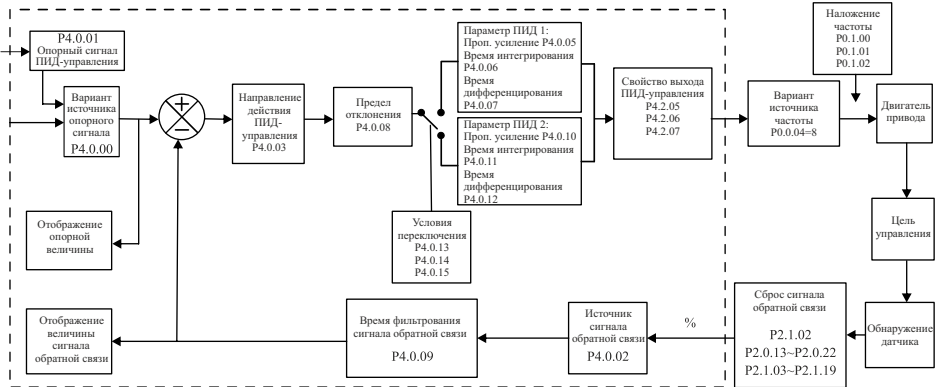 P4.0.01
Опорный сигнал
ПИД-управления
Вариант
источника
опорного
сигнала
P4.0.00
Направление
действия
ПИД-
управления
P4.0.03
Предел
отклонения
P4.0.08
Параметр ПИД 1:
Проп. усиление P4.0.05
Время интегрирования
P4.0.06
Время
дифференцирования
P4.0.07
Параметр ПИД 2:
Проп. усиление P4.0.10
Время интегрирования
P4.0.11
Время
дифференцирования
P4.0.12
Условия
переключения
P4.0.13
P4.0.14
P4.0.15
Свойство выхода
ПИД-управления
P4.2.05
P4.2.06
P4.2.07
Вариант
источника
частоты
P0.0.04=8
Наложение
частоты
P0.1.00
P0.1.01
P0.1.02
Двигатель
привода
Цель
управления
Обнаружение
датчика
Сброс сигнала
обратной связи
P2.1.02
P2.0.13~P2.0.22
P2.1.03~P2.1.19
%
Источник
сигнала
обратной связи
P4.0.02
Время фильтрования
сигнала обратной связи
P4.0.09
Отображение
опорной
величины
Отображение
величины
сигнала
обратной связи